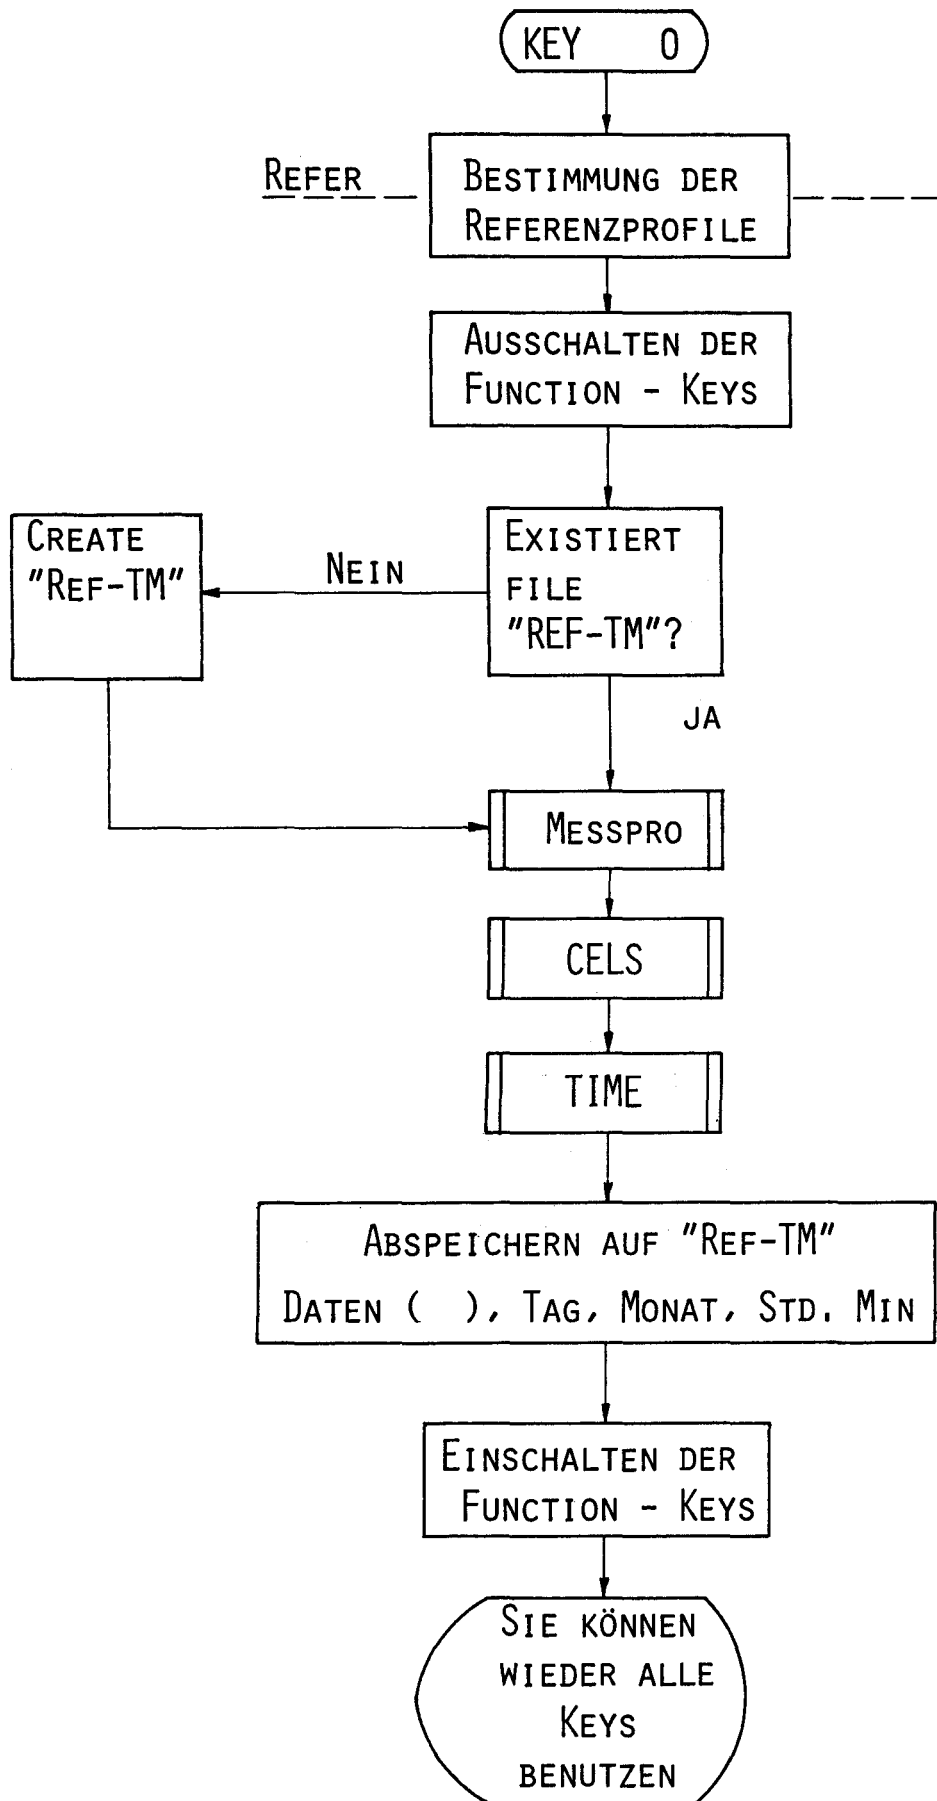 KEY 0
REFER
BESTIMMUNG DER
REFERENZPROFILE
AUSSCHALTEN DER
FUNCTION - KEYS
CREATE
"REF-TM"
NEIN
EXISTIERT
FILE
"REF-TM"?
JA
MESSPRO
CELS
TIME
ABSPEICHERN AUF "REF-TM"
DATEN ( ), TAG, MONAT, STD. MIN
EINSCHALTEN DER
FUNCTION - KEYS
SIE KÖNNEN
WIEDER ALLE
KEYS
BENUTZEN